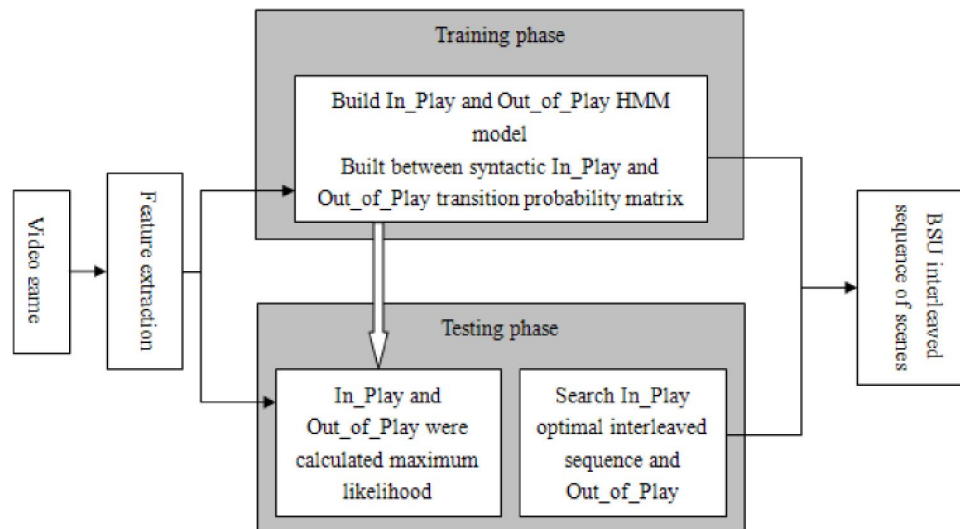 Training phase
Build In_Play and Out_of_Play HMM
model
Built between syntactic In_Play and
Out_of_Play transition probability matrix
Video game
Feature extraction
Testing phase
In_Play and
Out_of_Play were
calculated maximum
likelihood
Search In_Play
optimal interleaved
sequence and
Out_of_Play
BSU interleaved
sequence of scenes